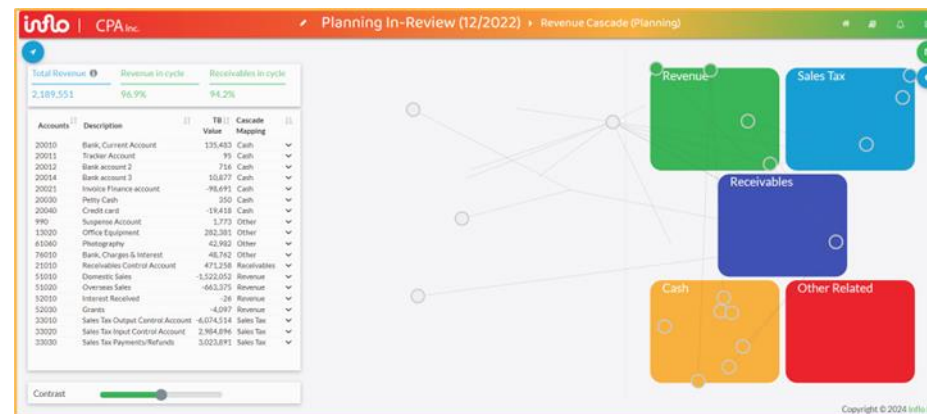 inflo | CPA Inc.
Planning In-Review (12/2022) › Revenue Cascade (Planning)
Total Revenue Revenue in cycle Receivables in cycle
2,189,551 96.9% 94.2%
Accounts Description TB Value Cascade Mapping
20010 Bank, Current Account 135,483 Cash
20011 Tracker Account 95 Cash
20012 Bank account 2 716 Cash
20014 Bank account 3 10,877 Cash
20021 Invoice Finance account -98,691 Cash
20030 Petty Cash 350 Cash
20040 Credit card -19,418 Cash
990 Suspense Account 1,773 Other
13020 Office Equipment 282,381 Other
61060 Photography 42,982 Other
76010 Bank, Charges & Interest 48,762 Other
21010 Receivables Control Account 471,258 Receivables
51010 Domestic Sales -1,522,052 Revenue
51020 Overseas Sales -663,375 Revenue
52010 Interest Received -26 Revenue
52030 Grants -4,097 Revenue
33010 Sales Tax Output Control Account -6,074,514 Sales Tax
33020 Sales Tax Input Control Account 2,984,896 Sales Tax
33030 Sales Tax Payments/Refunds 3,023,891 Sales Tax
Contrast
Revenue
Sales Tax
Receivables
Cash
Other Related
Copyright © 2024 Inflo